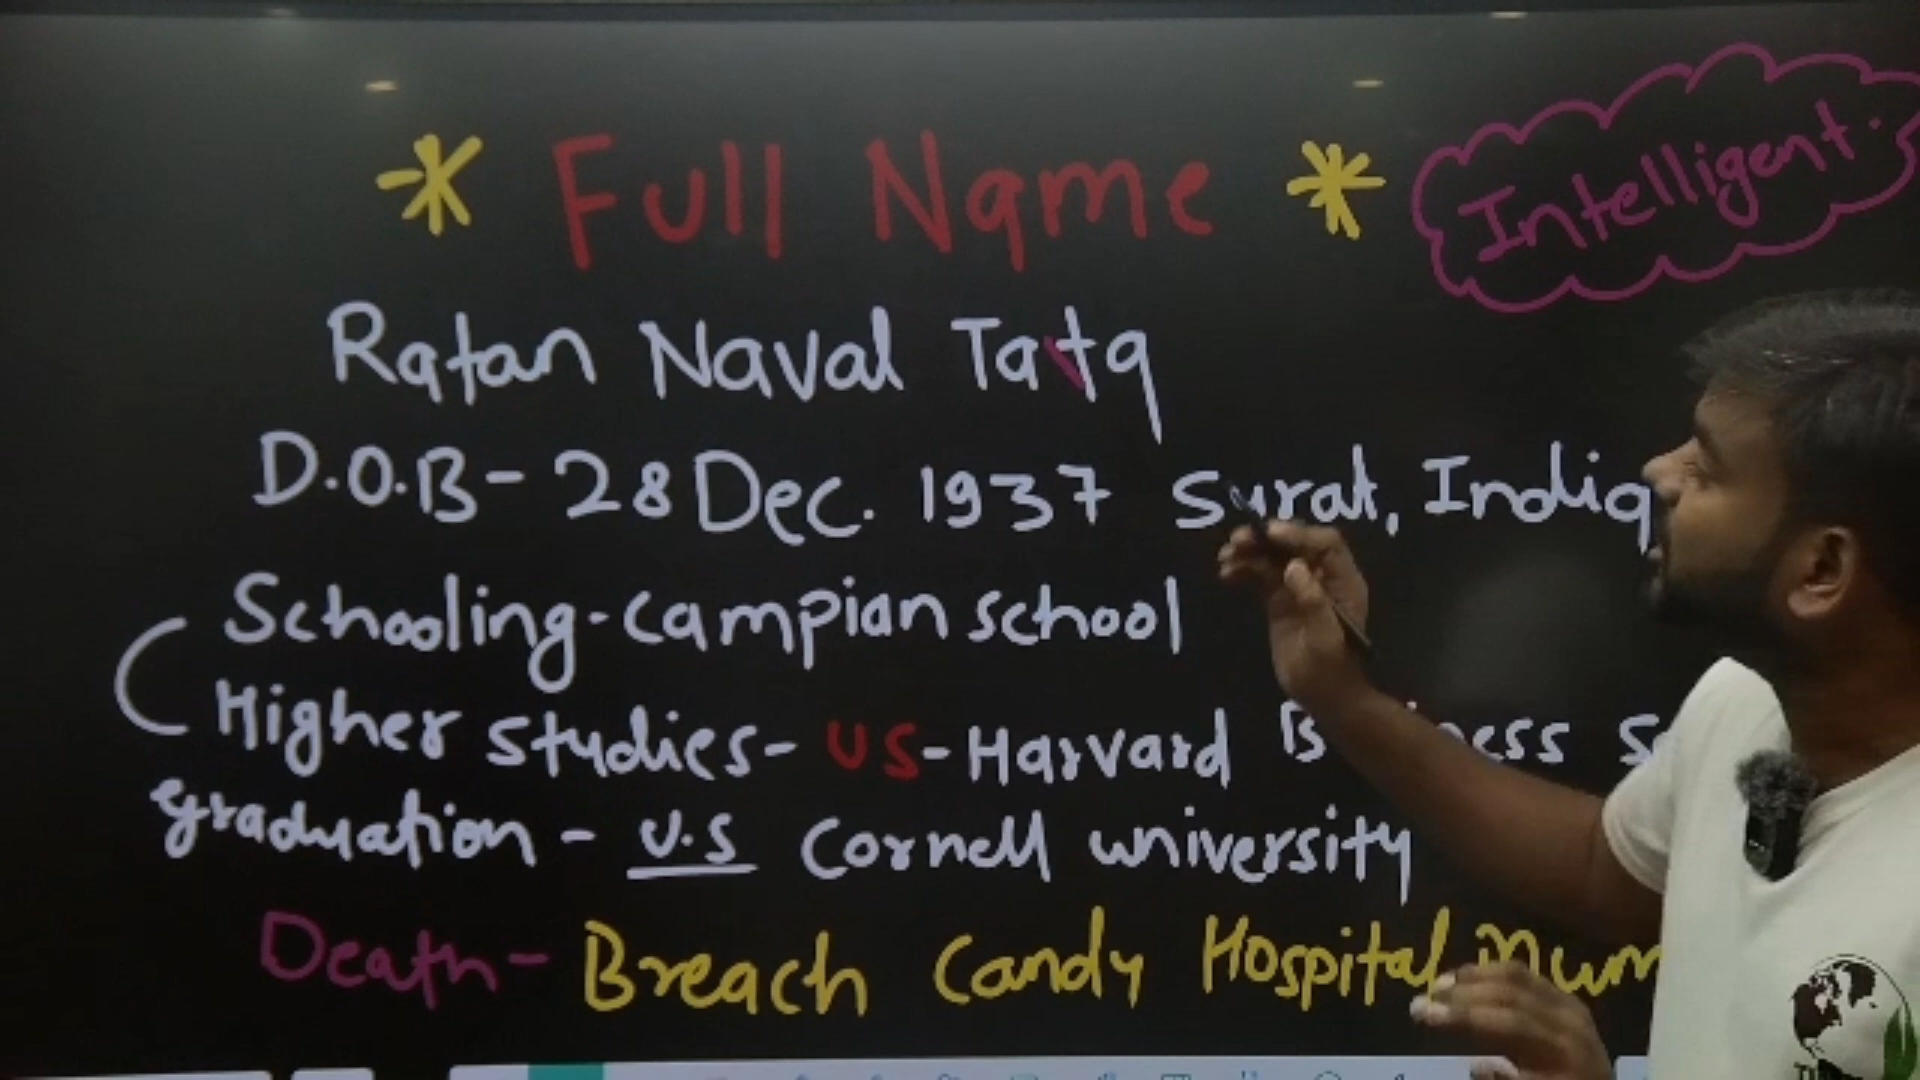 * Full Name *
Intelligent.
Ratan Naval Tata
D.O.B- 28 Dec. 1937 Surat, India
Schooling-Campian school
Higher studies- US-Harvard
graduation - U.S Cornell university
Death- Breach Candy Hospital